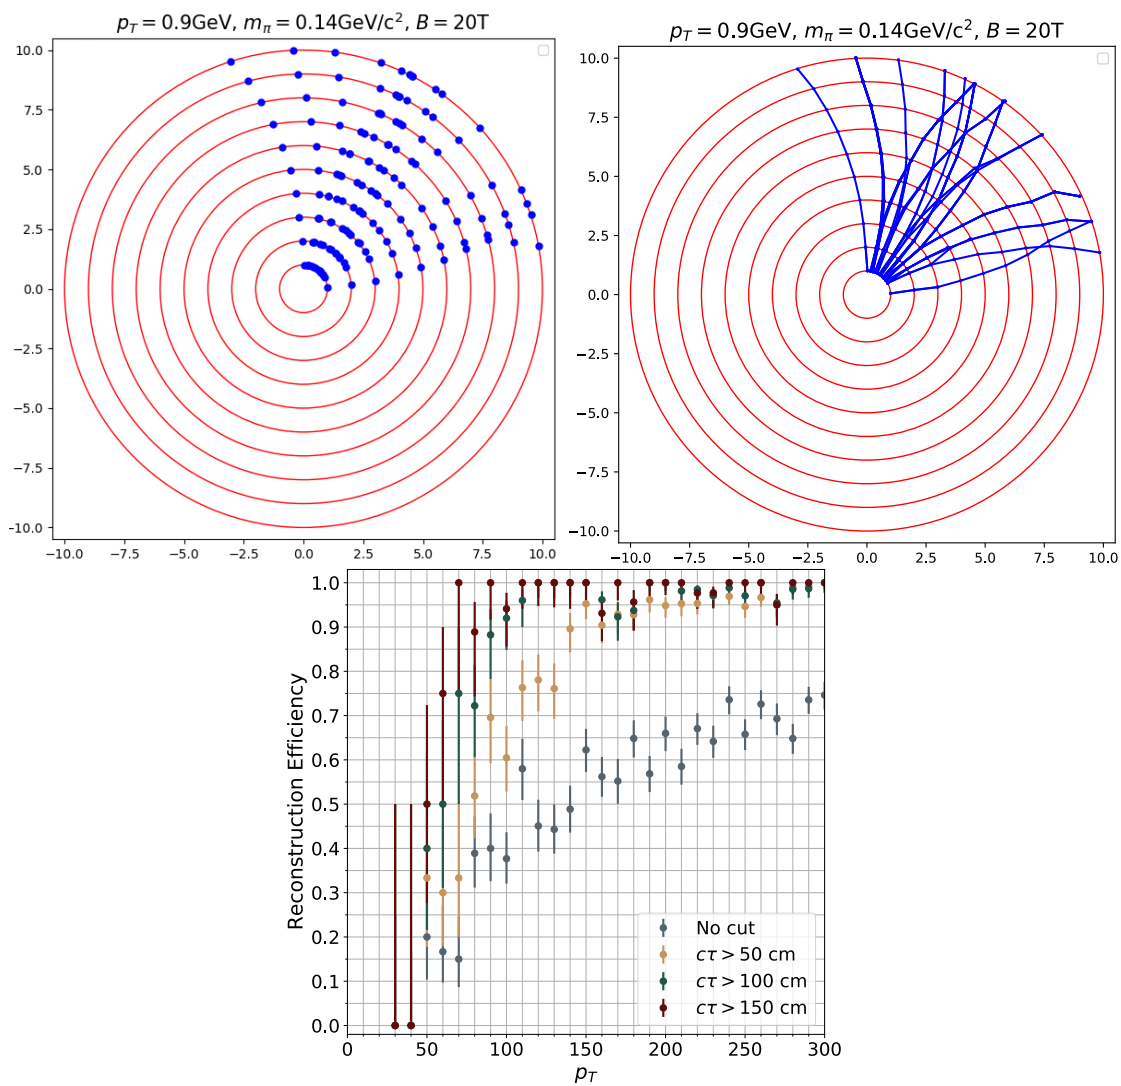 p_T = 0.9GeV, m_π = 0.14GeV/c², B = 20T
10.0
7.5
5.0
2.5
0.0
−2.5
−5.0
−7.5
−10.0
−10.0 −7.5 −5.0 −2.5 0.0 2.5 5.0 7.5 10.0
p_T = 0.9GeV, m_π = 0.14GeV/c², B = 20T
10.0
7.5
5.0
2.5
0.0
−2.5
−5.0
−7.5
−10.0
−10.0 −7.5 −5.0 −2.5 0.0 2.5 5.0 7.5 10.0
Reconstruction Efficiency
1.0
0.9
0.8
0.7
0.6
0.5
0.4
0.3
0.2
0.1
0.0
No cut
cτ > 50 cm
cτ > 100 cm
cτ > 150 cm
0 50 100 150 200 250 300
p_T